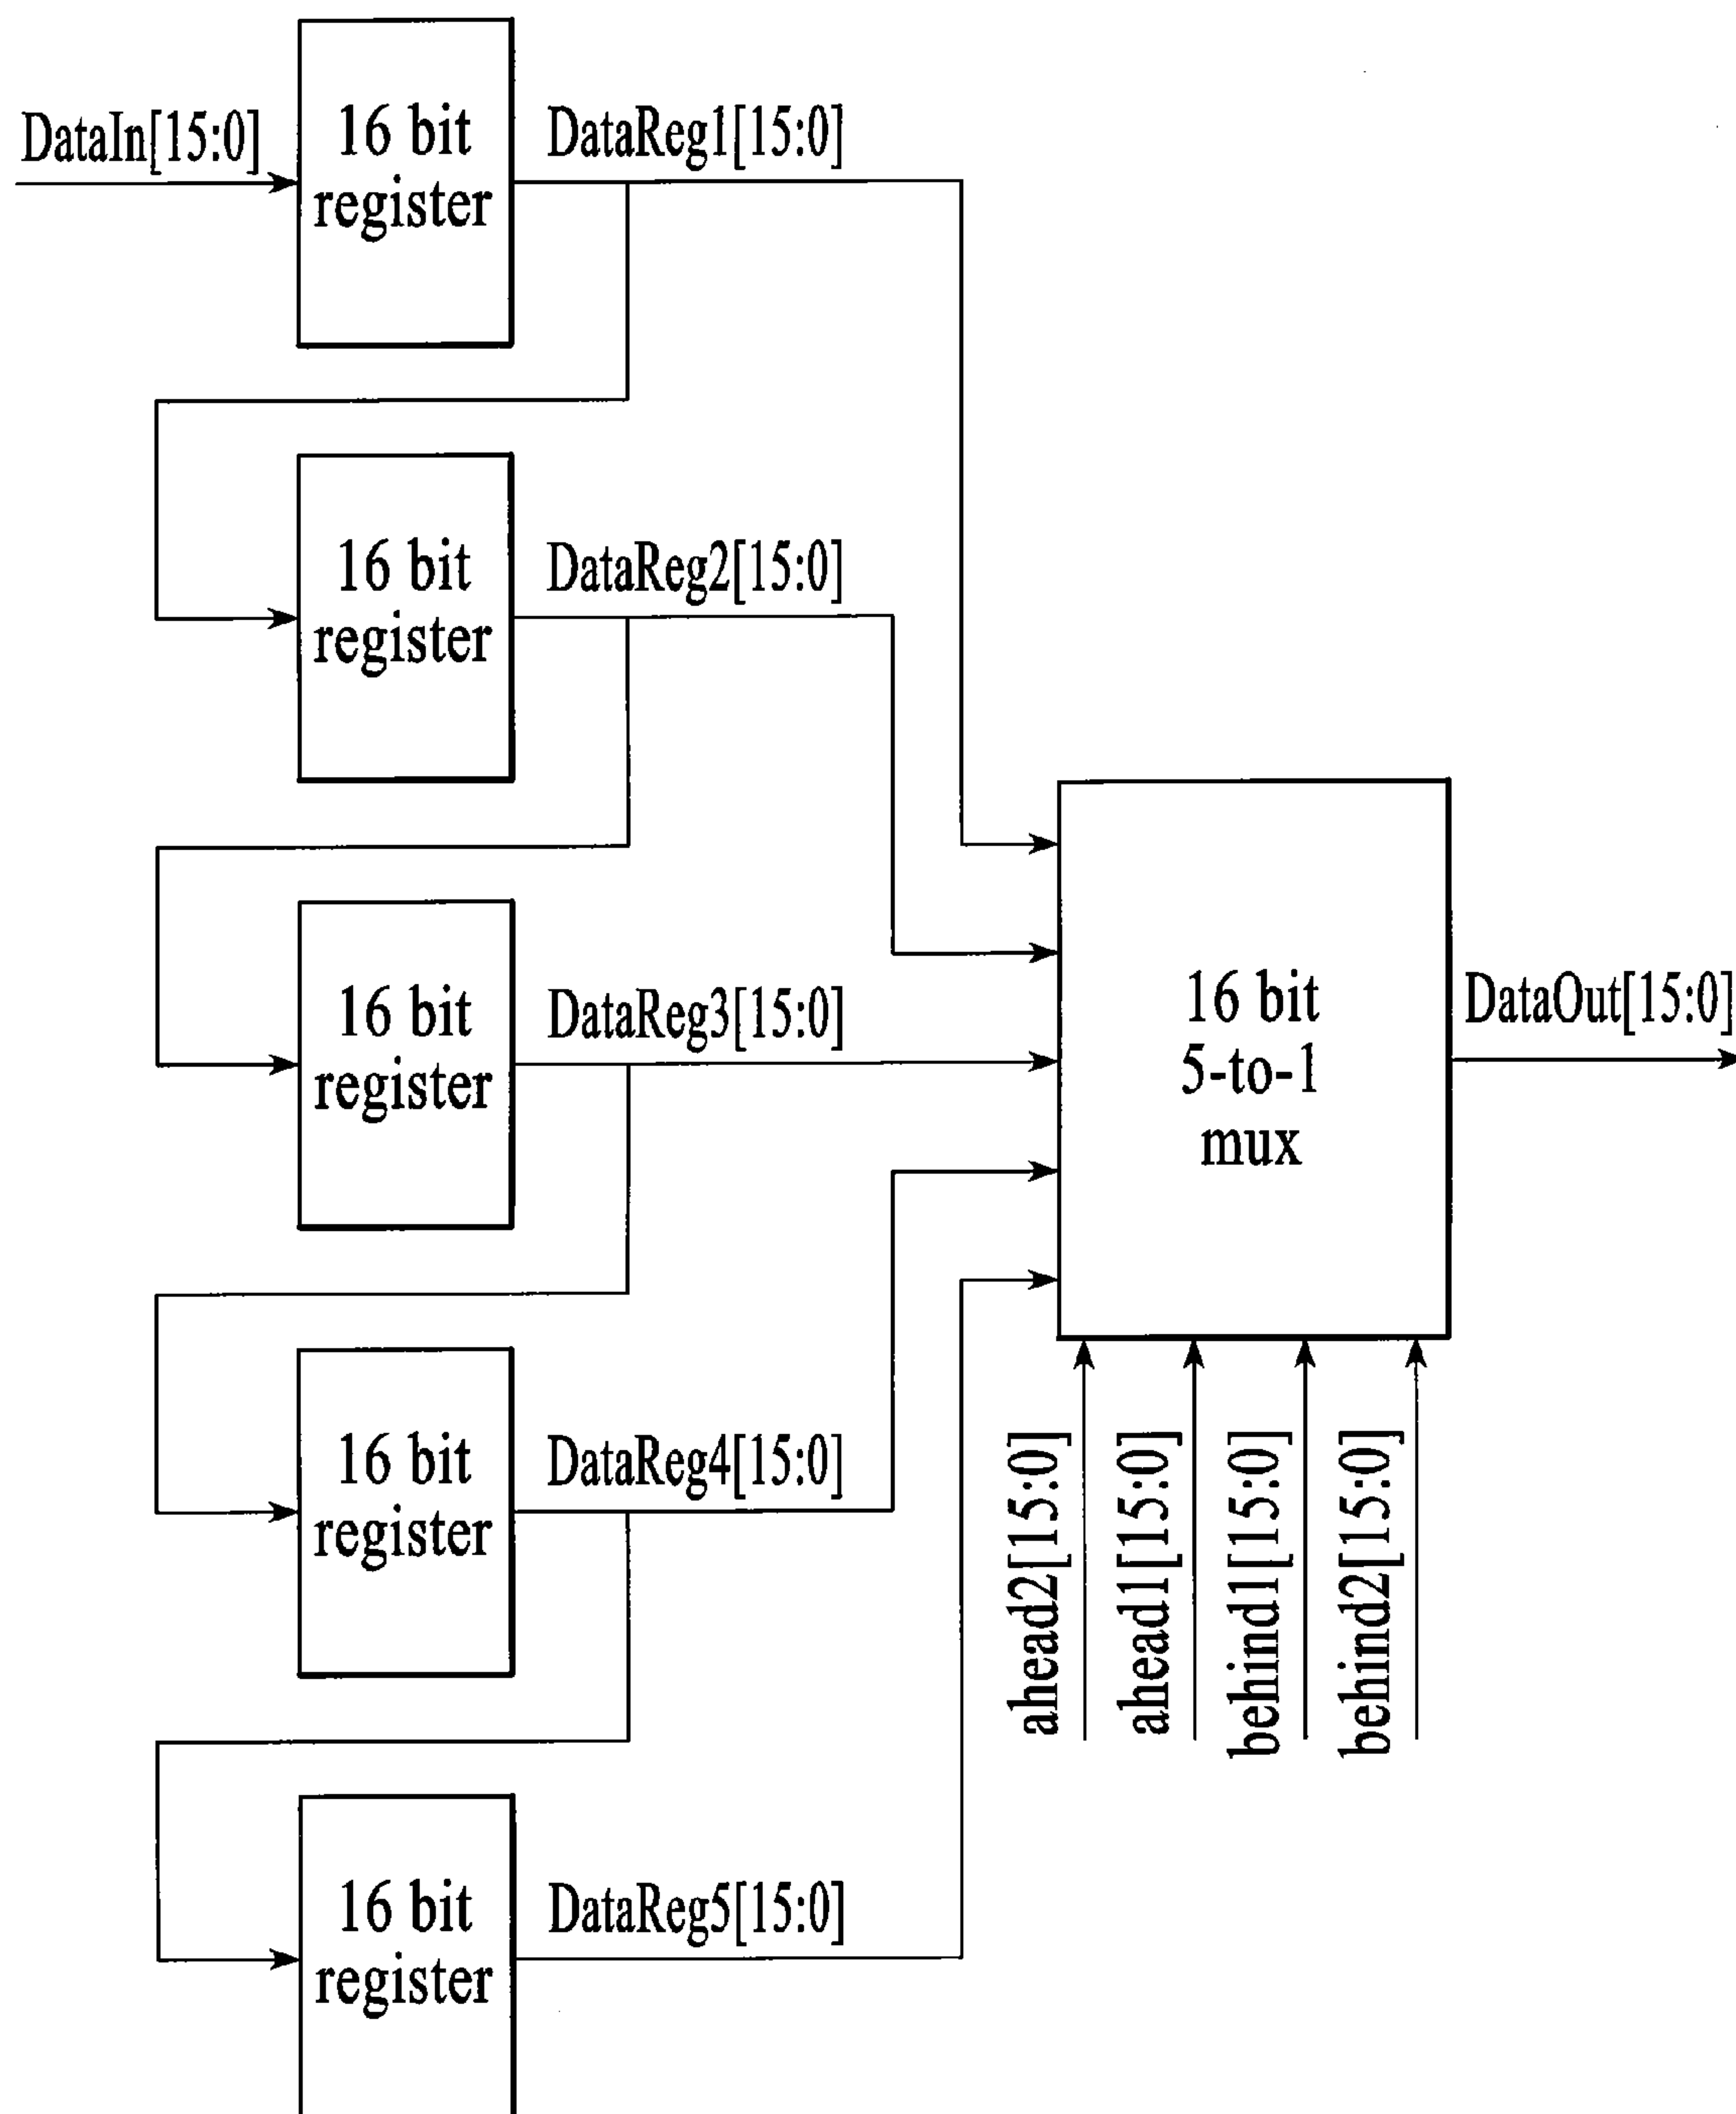 DataIn[15:0]
16 bit
register
DataReg1[15:0]
16 bit
register
DataReg2[15:0]
16 bit
register
DataReg3[15:0]
16 bit
5-to-1
mux
DataOut[15:0]
16 bit
register
DataReg4[15:0]
ahead2[15:0]
ahead1[15:0]
behind1[15:0]
behind2[15:0]
16 bit
register
DataReg5[15:0]